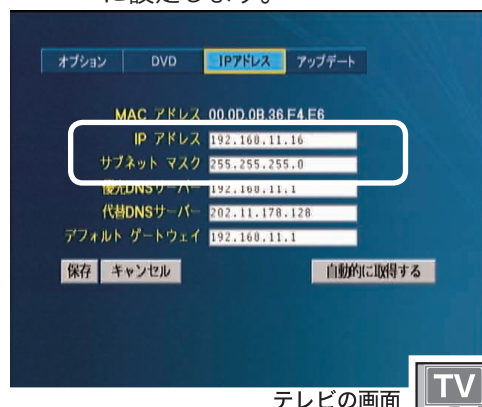 に設定します。
オプション DVD IPアドレス アップデート
MAC アドレス 00.0D.0B.36.E4.E6
IP アドレス 192.168.11.16
サブネット マスク 255.255.255.0
優先DNSサーバー 192.168.11.1
代替DNSサーバー 202.11.178.128
デフォルト ゲートウェイ 192.168.11.1
保存 キャンセル 自動的に取得する
テレビの画面 TV